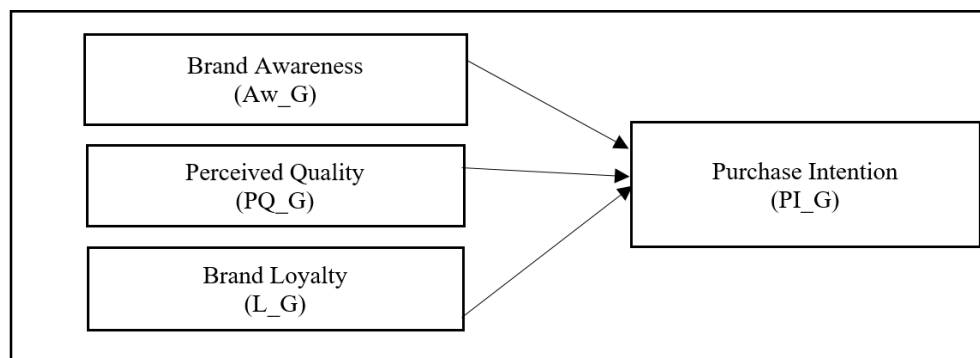 Brand Awareness
(Aw_G)
Perceived Quality
(PQ_G)
Brand Loyalty
(L_G)
Purchase Intention
(PI_G)